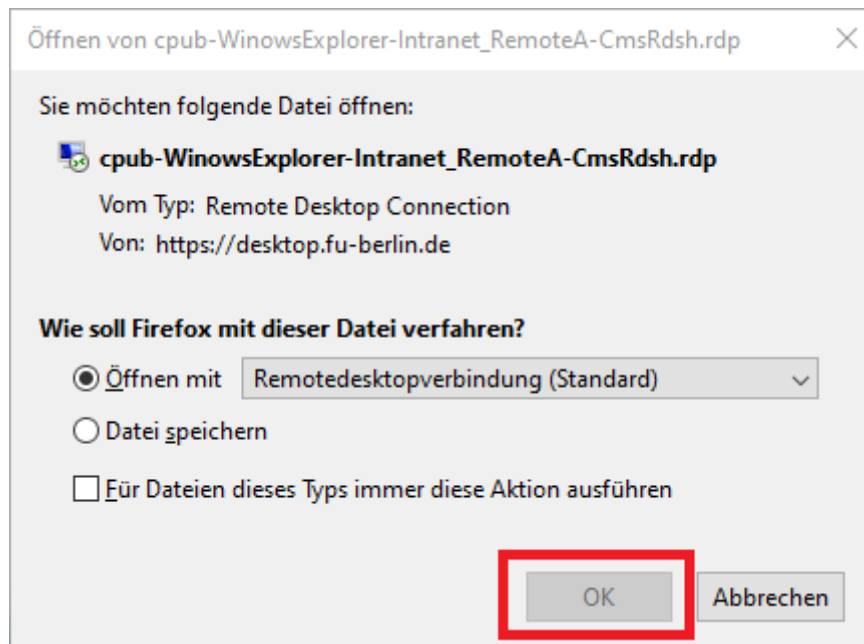 Öffnen von cpub-WinowsExplorer-Intranet_RemoteA-CmsRdsh.rdp
Sie möchten folgende Datei öffnen:
cpub-WinowsExplorer-Intranet_RemoteA-CmsRdsh.rdp
Vom Typ: Remote Desktop Connection
Von: https://desktop.fu-berlin.de
Wie soll Firefox mit dieser Datei verfahren?
Öffnen mit Remotedesktopverbindung (Standard)
Datei speichern
Für Dateien dieses Typs immer diese Aktion ausführen
OK Abbrechen